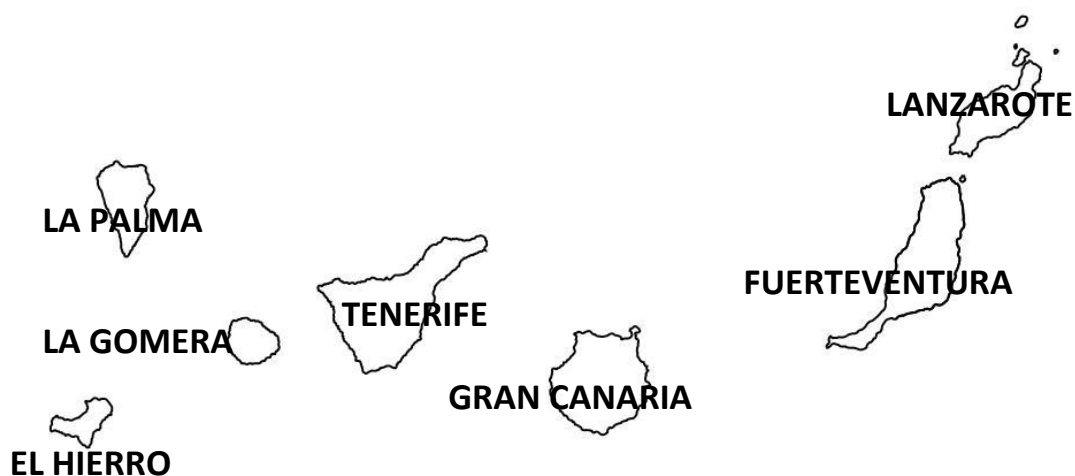 LANZAROTE
LA PALMA
FUERTEVENTURA
TENERIFE
LA GOMERA
GRAN CANARIA
EL HIERRO